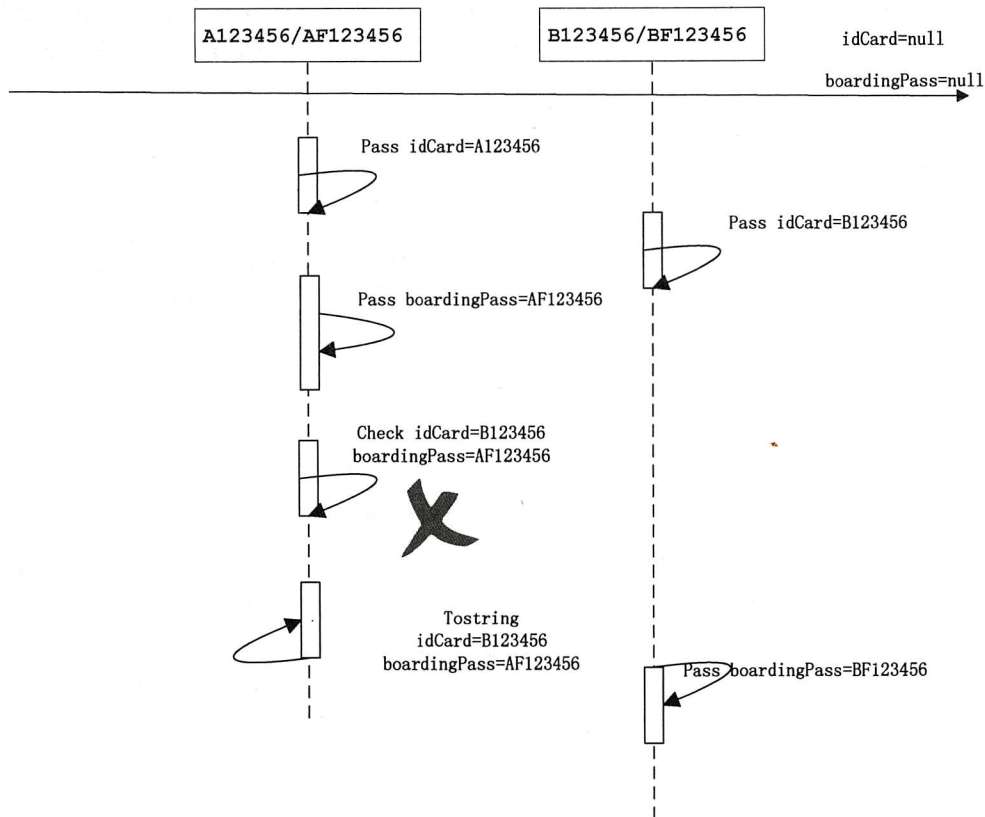 A123456/AF123456
B123456/BF123456
idCard=null
boardingPass=null
Pass idCard=A123456
Pass idCard=B123456
Pass boardingPass=AF123456
Check idCard=B123456
boardingPass=AF123456
Tostring
idCard=B123456
boardingPass=AF123456
Pass boardingPass=BF123456